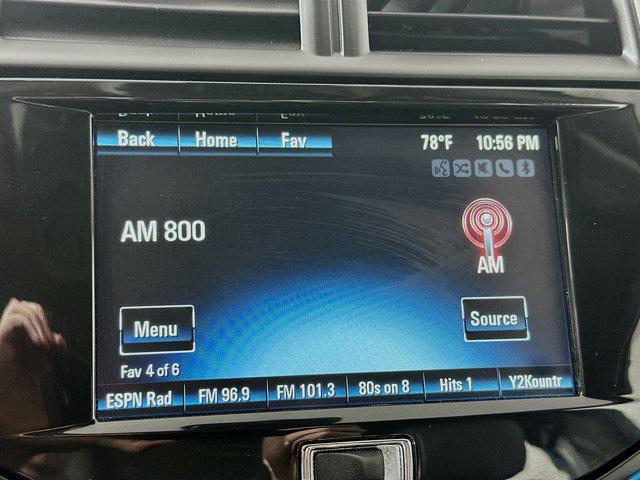 Back Home Fav 78°F 10:56 PM
AM 800
AM
Menu
Source
Fav 4 of 6
ESPN Rad FM 96.9 FM 101.3 80s on 8 Hits 1 Y2Kountr